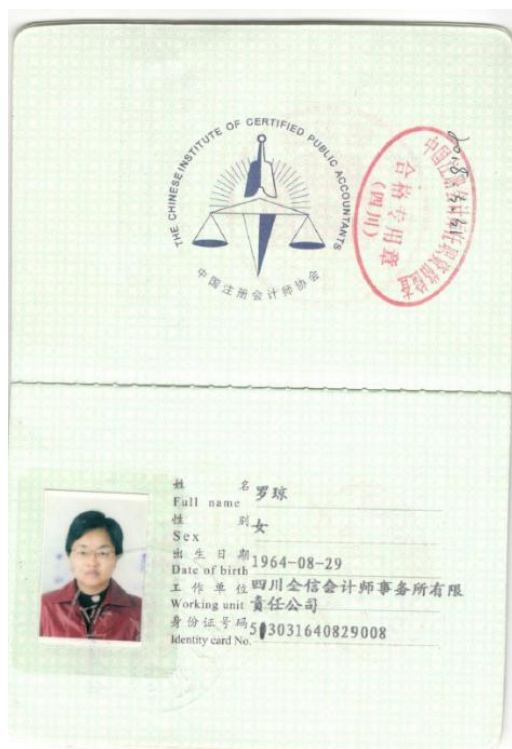 THE CHINESE INSTITUTE OF CERTIFIED PUBLIC ACCOUNTANTS
中国注册会计师协会
合格专用章
(四川)
姓 名 罗琼
Full name
性 别 女
Sex
出生日期 1964-08-29
Date of birth
工作单位 四川金信会计师事务所有限
Working unit 责任公司
身份证号码
Identity card No.